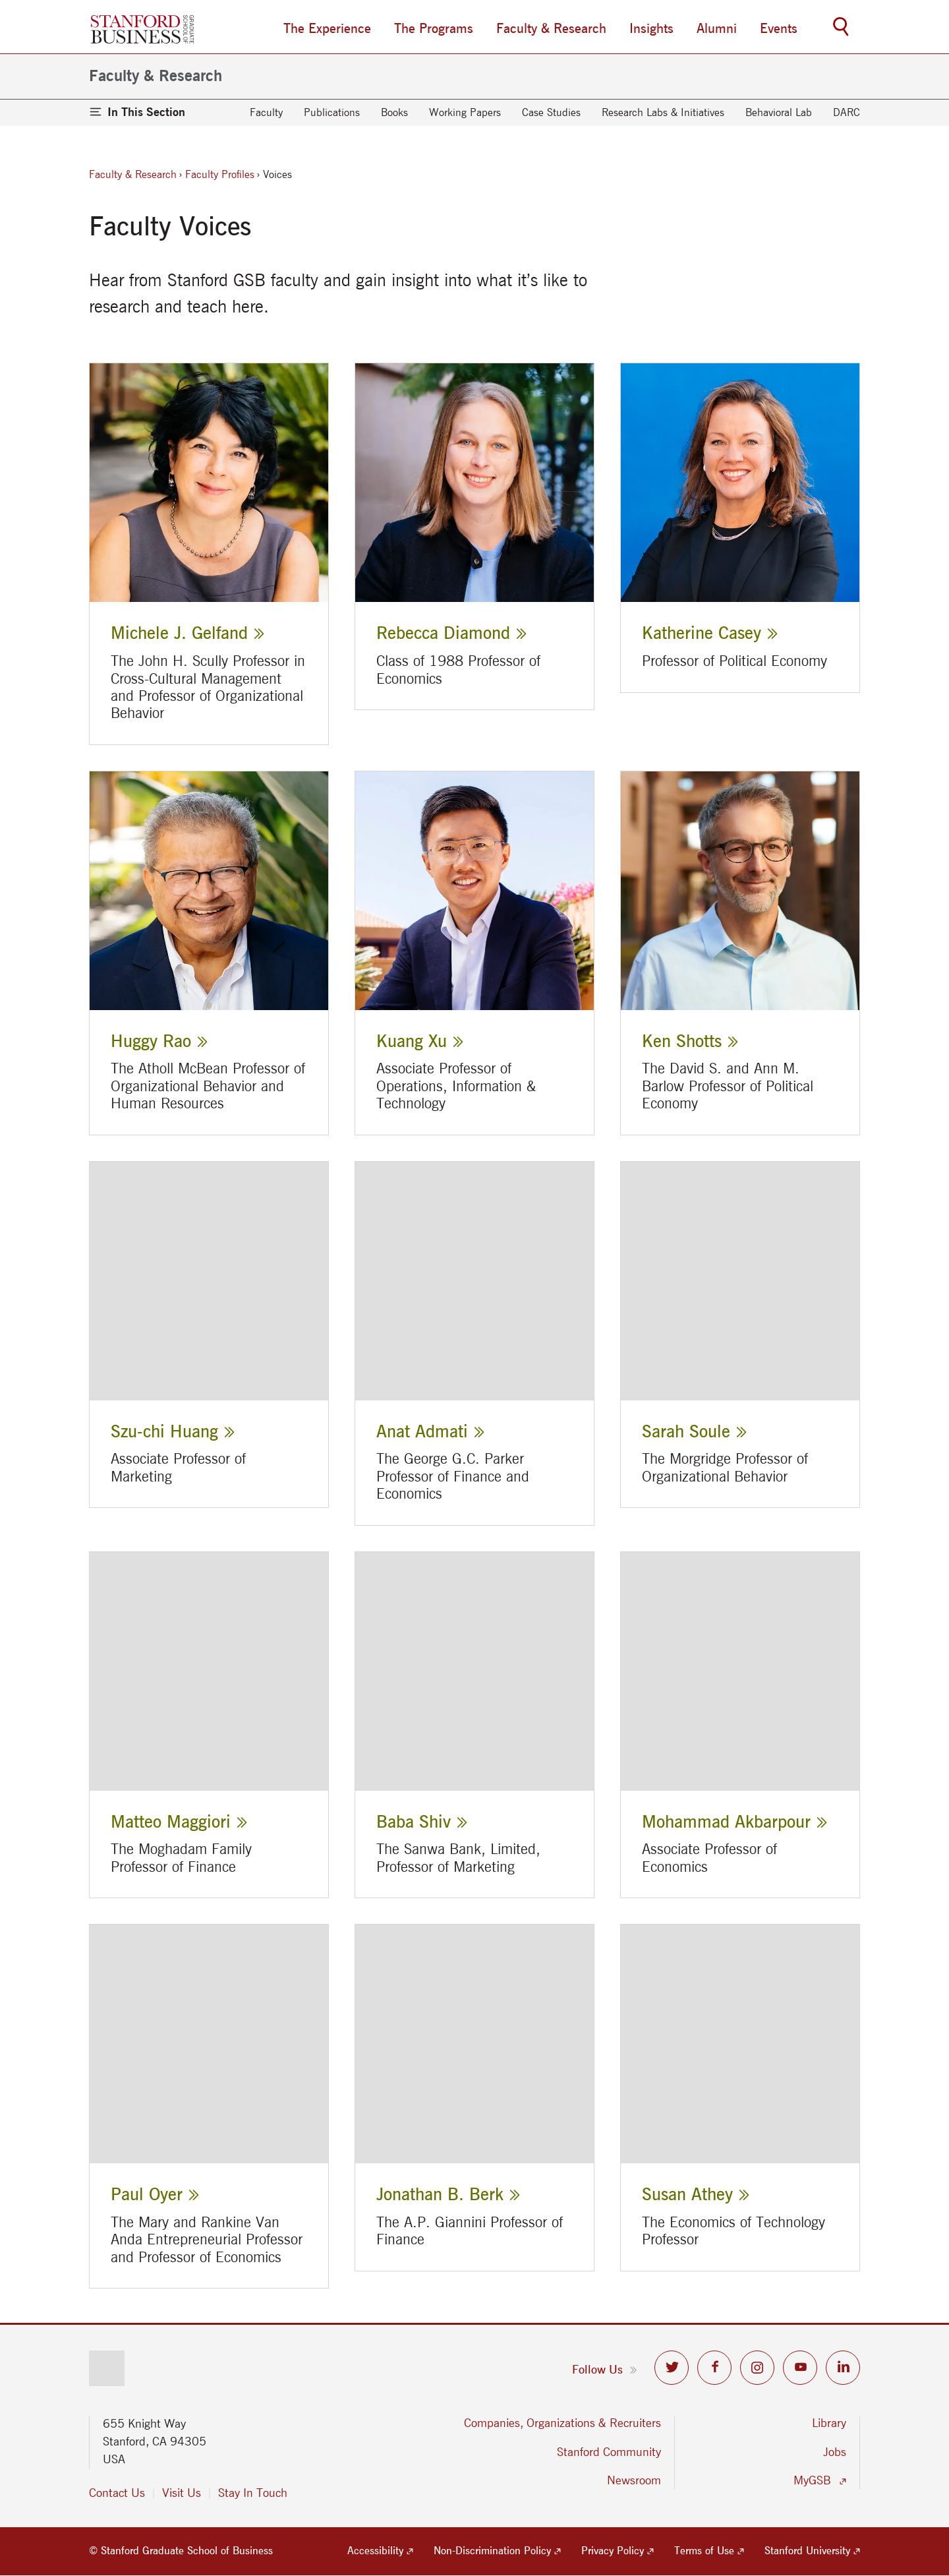 STANFORD
BUSINESS
GRADUATE
SCHOOL OF
The Experience
The Programs
Faculty & Research
Insights
Alumni
Events
Faculty & Research
In This Section
Faculty
Publications
Books
Working Papers
Case Studies
Research Labs & Initiatives
Behavioral Lab
DARC
Faculty & Research › Faculty Profiles › Voices
Faculty Voices
Hear from Stanford GSB faculty and gain insight into what it’s like to
research and teach here.
Michele J. Gelfand
The John H. Scully Professor in
Cross-Cultural Management
and Professor of Organizational
Behavior
Rebecca Diamond
Class of 1988 Professor of
Economics
Katherine Casey
Professor of Political Economy
Huggy Rao
The Atholl McBean Professor of
Organizational Behavior and
Human Resources
Kuang Xu
Associate Professor of
Operations, Information &
Technology
Ken Shotts
The David S. and Ann M.
Barlow Professor of Political
Economy
Szu-chi Huang
Associate Professor of
Marketing
Anat Admati
The George G.C. Parker
Professor of Finance and
Economics
Sarah Soule
The Morgridge Professor of
Organizational Behavior
Matteo Maggiori
The Moghadam Family
Professor of Finance
Baba Shiv
The Sanwa Bank, Limited,
Professor of Marketing
Mohammad Akbarpour
Associate Professor of
Economics
Paul Oyer
The Mary and Rankine Van
Anda Entrepreneurial Professor
and Professor of Economics
Jonathan B. Berk
The A.P. Giannini Professor of
Finance
Susan Athey
The Economics of Technology
Professor
Follow Us
655 Knight Way
Stanford, CA 94305
USA
Contact Us
Visit Us
Stay In Touch
Companies, Organizations & Recruiters
Stanford Community
Newsroom
Library
Jobs
MyGSB
© Stanford Graduate School of Business
Accessibility
Non-Discrimination Policy
Privacy Policy
Terms of Use
Stanford University